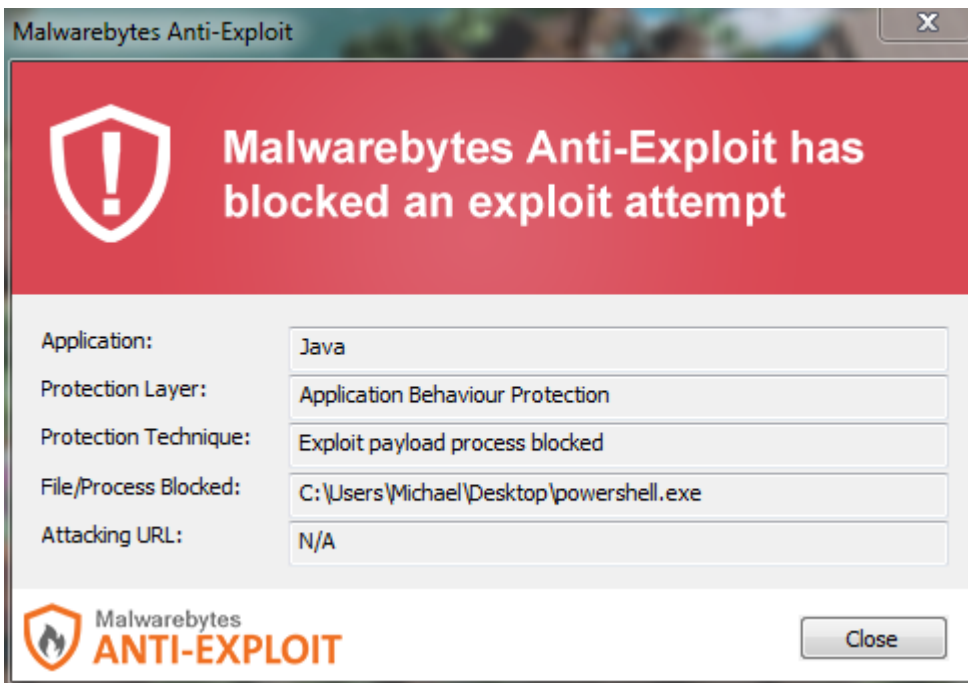 Malwarebytes Anti-Exploit
Malwarebytes Anti-Exploit has
blocked an exploit attempt
Application: Java
Protection Layer: Application Behaviour Protection
Protection Technique: Exploit payload process blocked
File/Process Blocked: C:\Users\Michael\Desktop\powershell.exe
Attacking URL: N/A
Malwarebytes
ANTI-EXPLOIT
Close